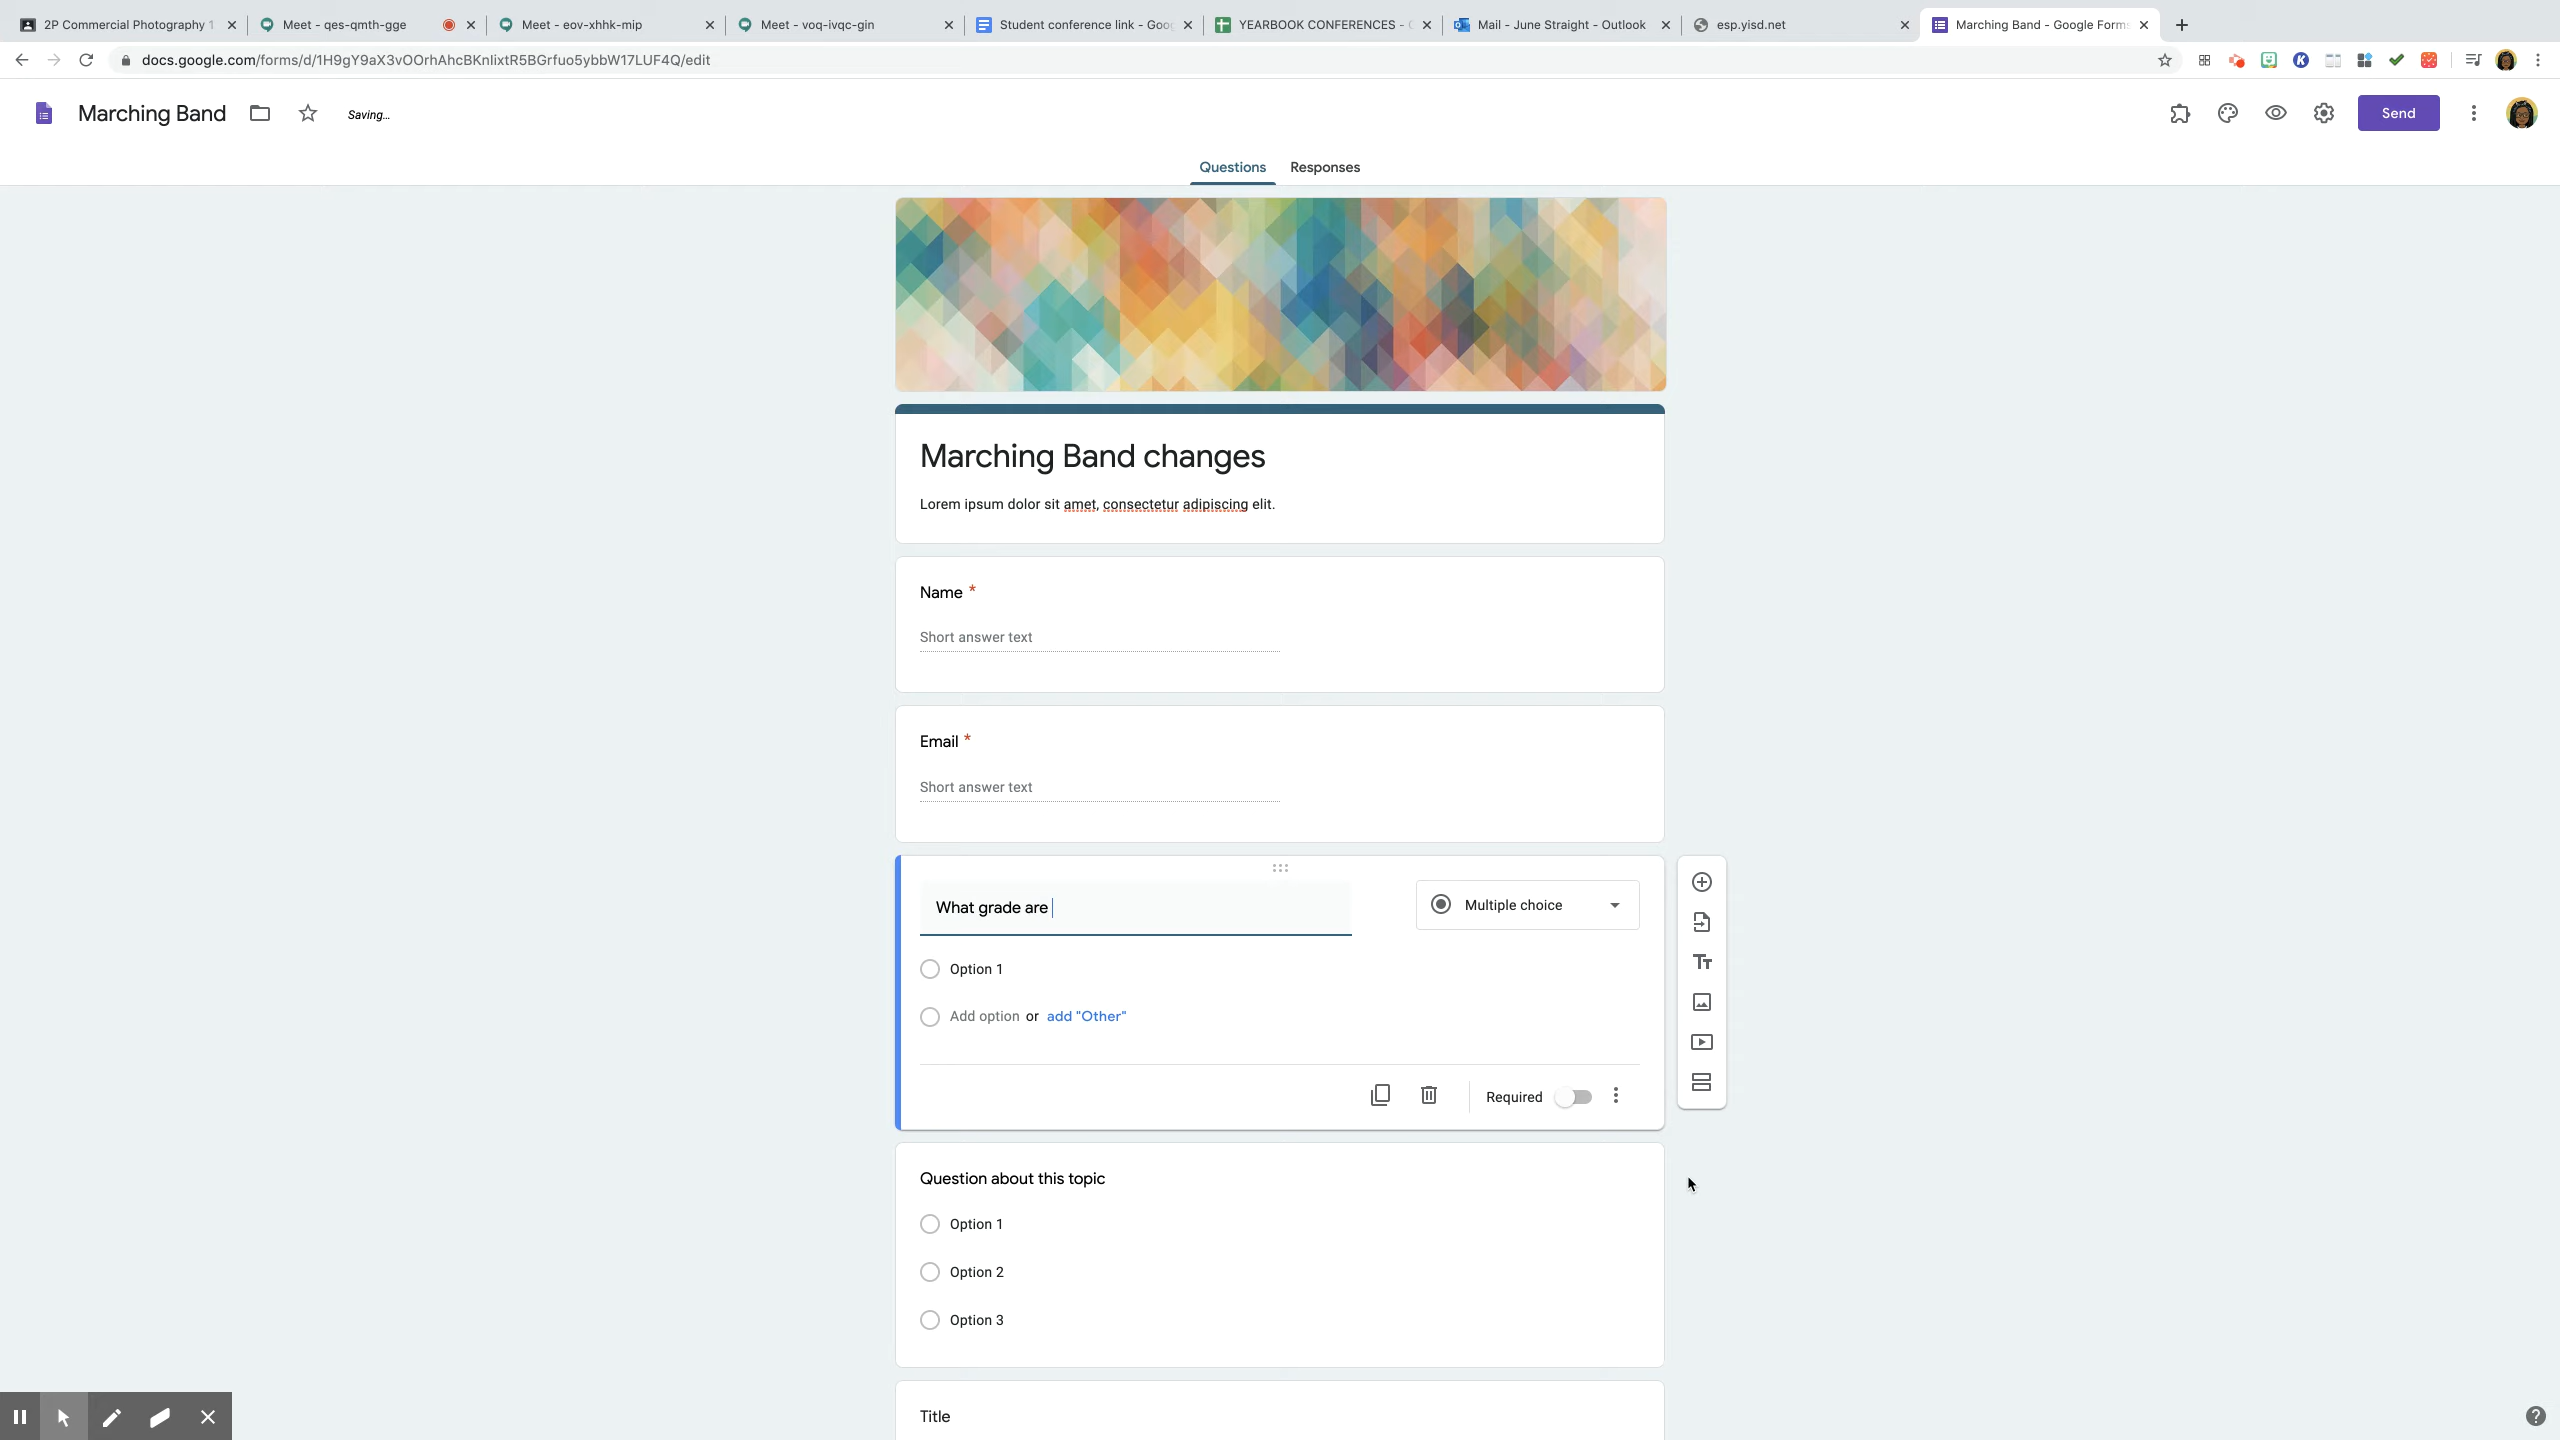 2P Commercial Photography 1
Meet - qes-qmth-gge
Meet - eov-xhhk-mip
Meet - voq-ivqc-gin
Student conference link - Goo
YEARBOOK CONFERENCES -
Mail - June Straight - Outlook
esp.yisd.net
Marching Band - Google Forms
docs.google.com/forms/d/1H9gY9aX3vOOrhAhcBKnIixtR5BGrfuo5ybbW17LUF4Q/edit
Marching Band
Saving...
Send
Questions
Responses
Marching Band changes
Lorem ipsum dolor sit amet, consectetur adipiscing elit.
Name *
Short answer text
Email *
Short answer text
What grade are
Multiple choice
Option 1
Add option or add "Other"
Required
Question about this topic
Option 1
Option 2
Option 3
Title